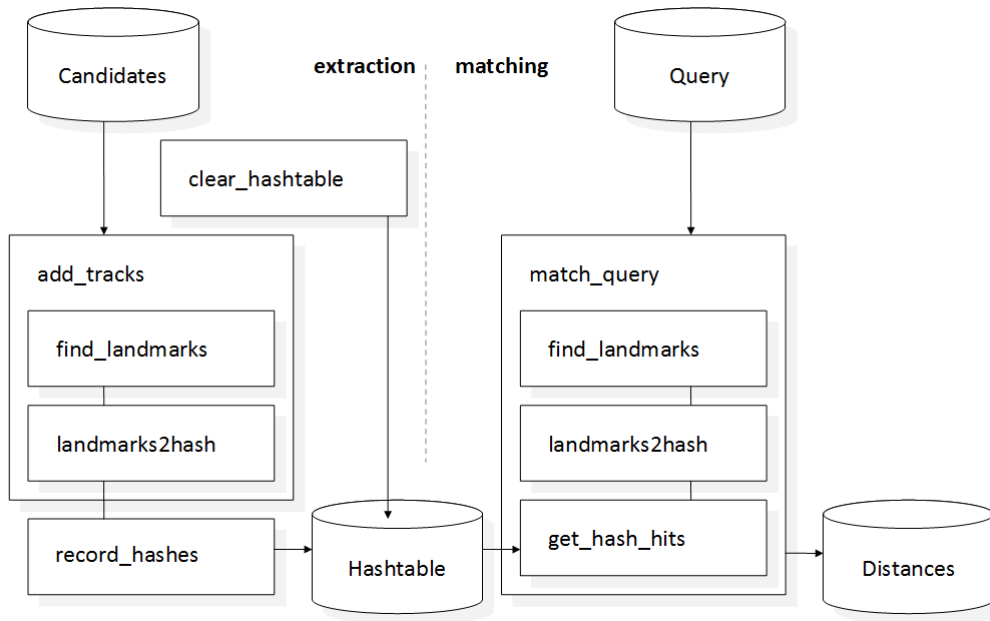 Candidates
extraction
matching
Query
clear_hashtable
add_tracks
match_query
find_landmarks
find_landmarks
landmarks2hash
landmarks2hash
record_hashes
Hashtable
get_hash_hits
Distances